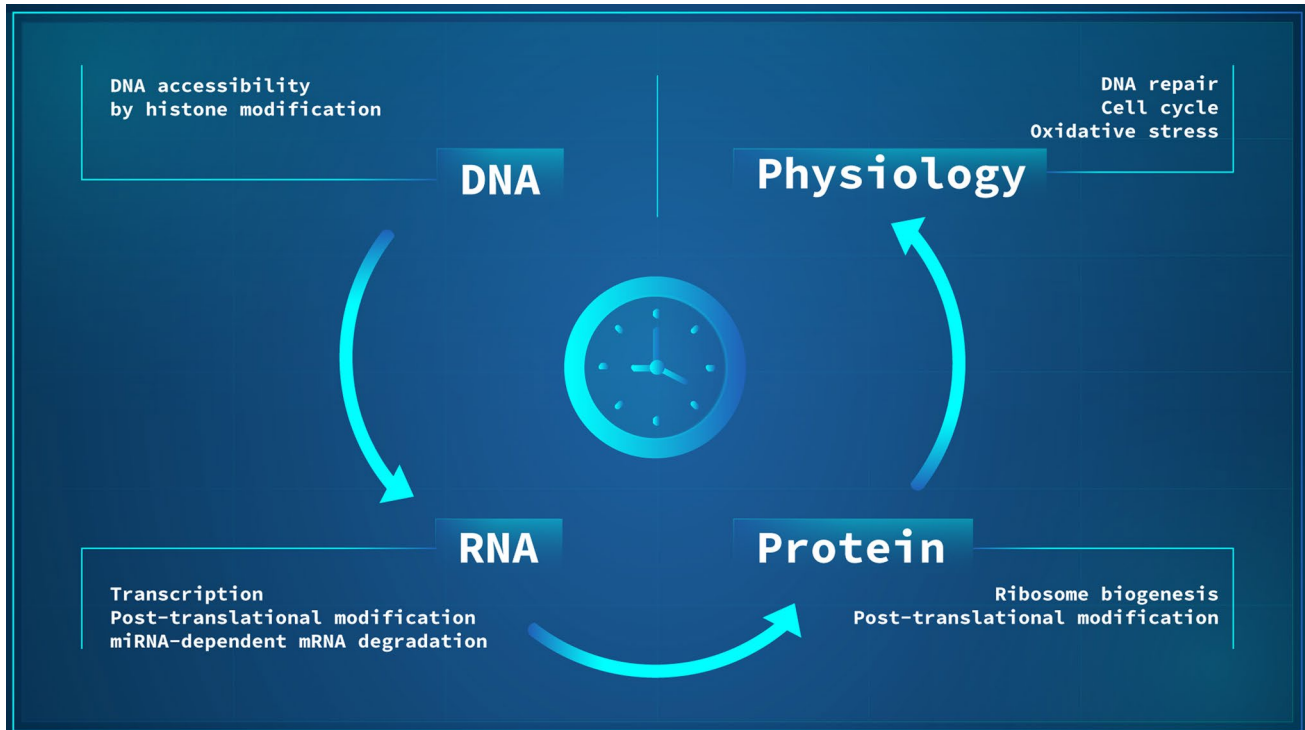 DNA accessibility
by histone modification
DNA
DNA repair
Cell cycle
Oxidative stress
Physiology
RNA
Transcription
Post-translational modification
miRNA-dependent mRNA degradation
Protein
Ribosome biogenesis
Post-translational modification